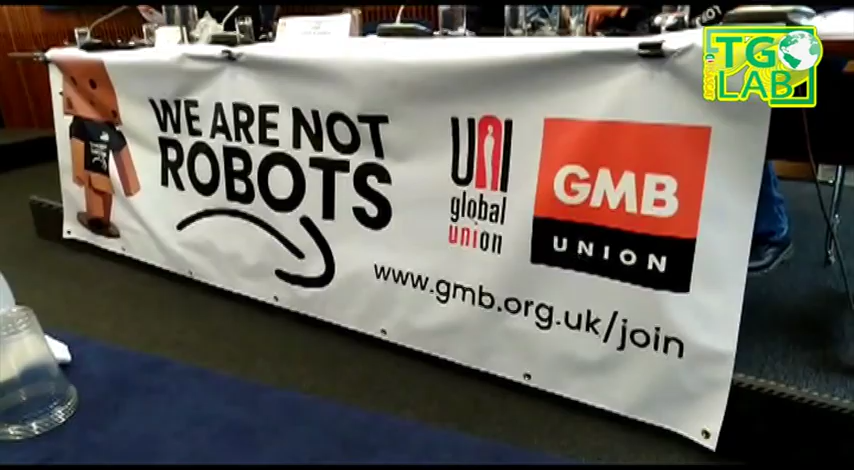 TGO
LAB
WE ARE NOT
ROBOTS
UNI
global
union
GMB
UNION
www.gmb.org.uk/join